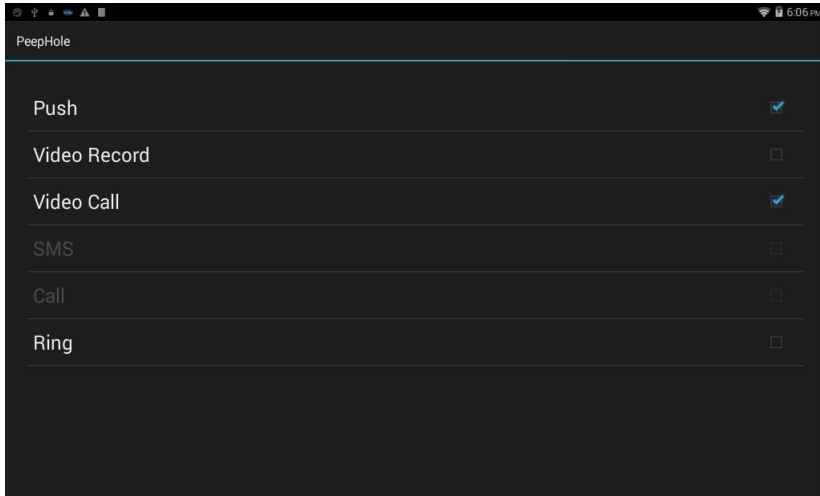 6:06 PM
PeepHole
Push
Video Record
Video Call
SMS
Call
Ring